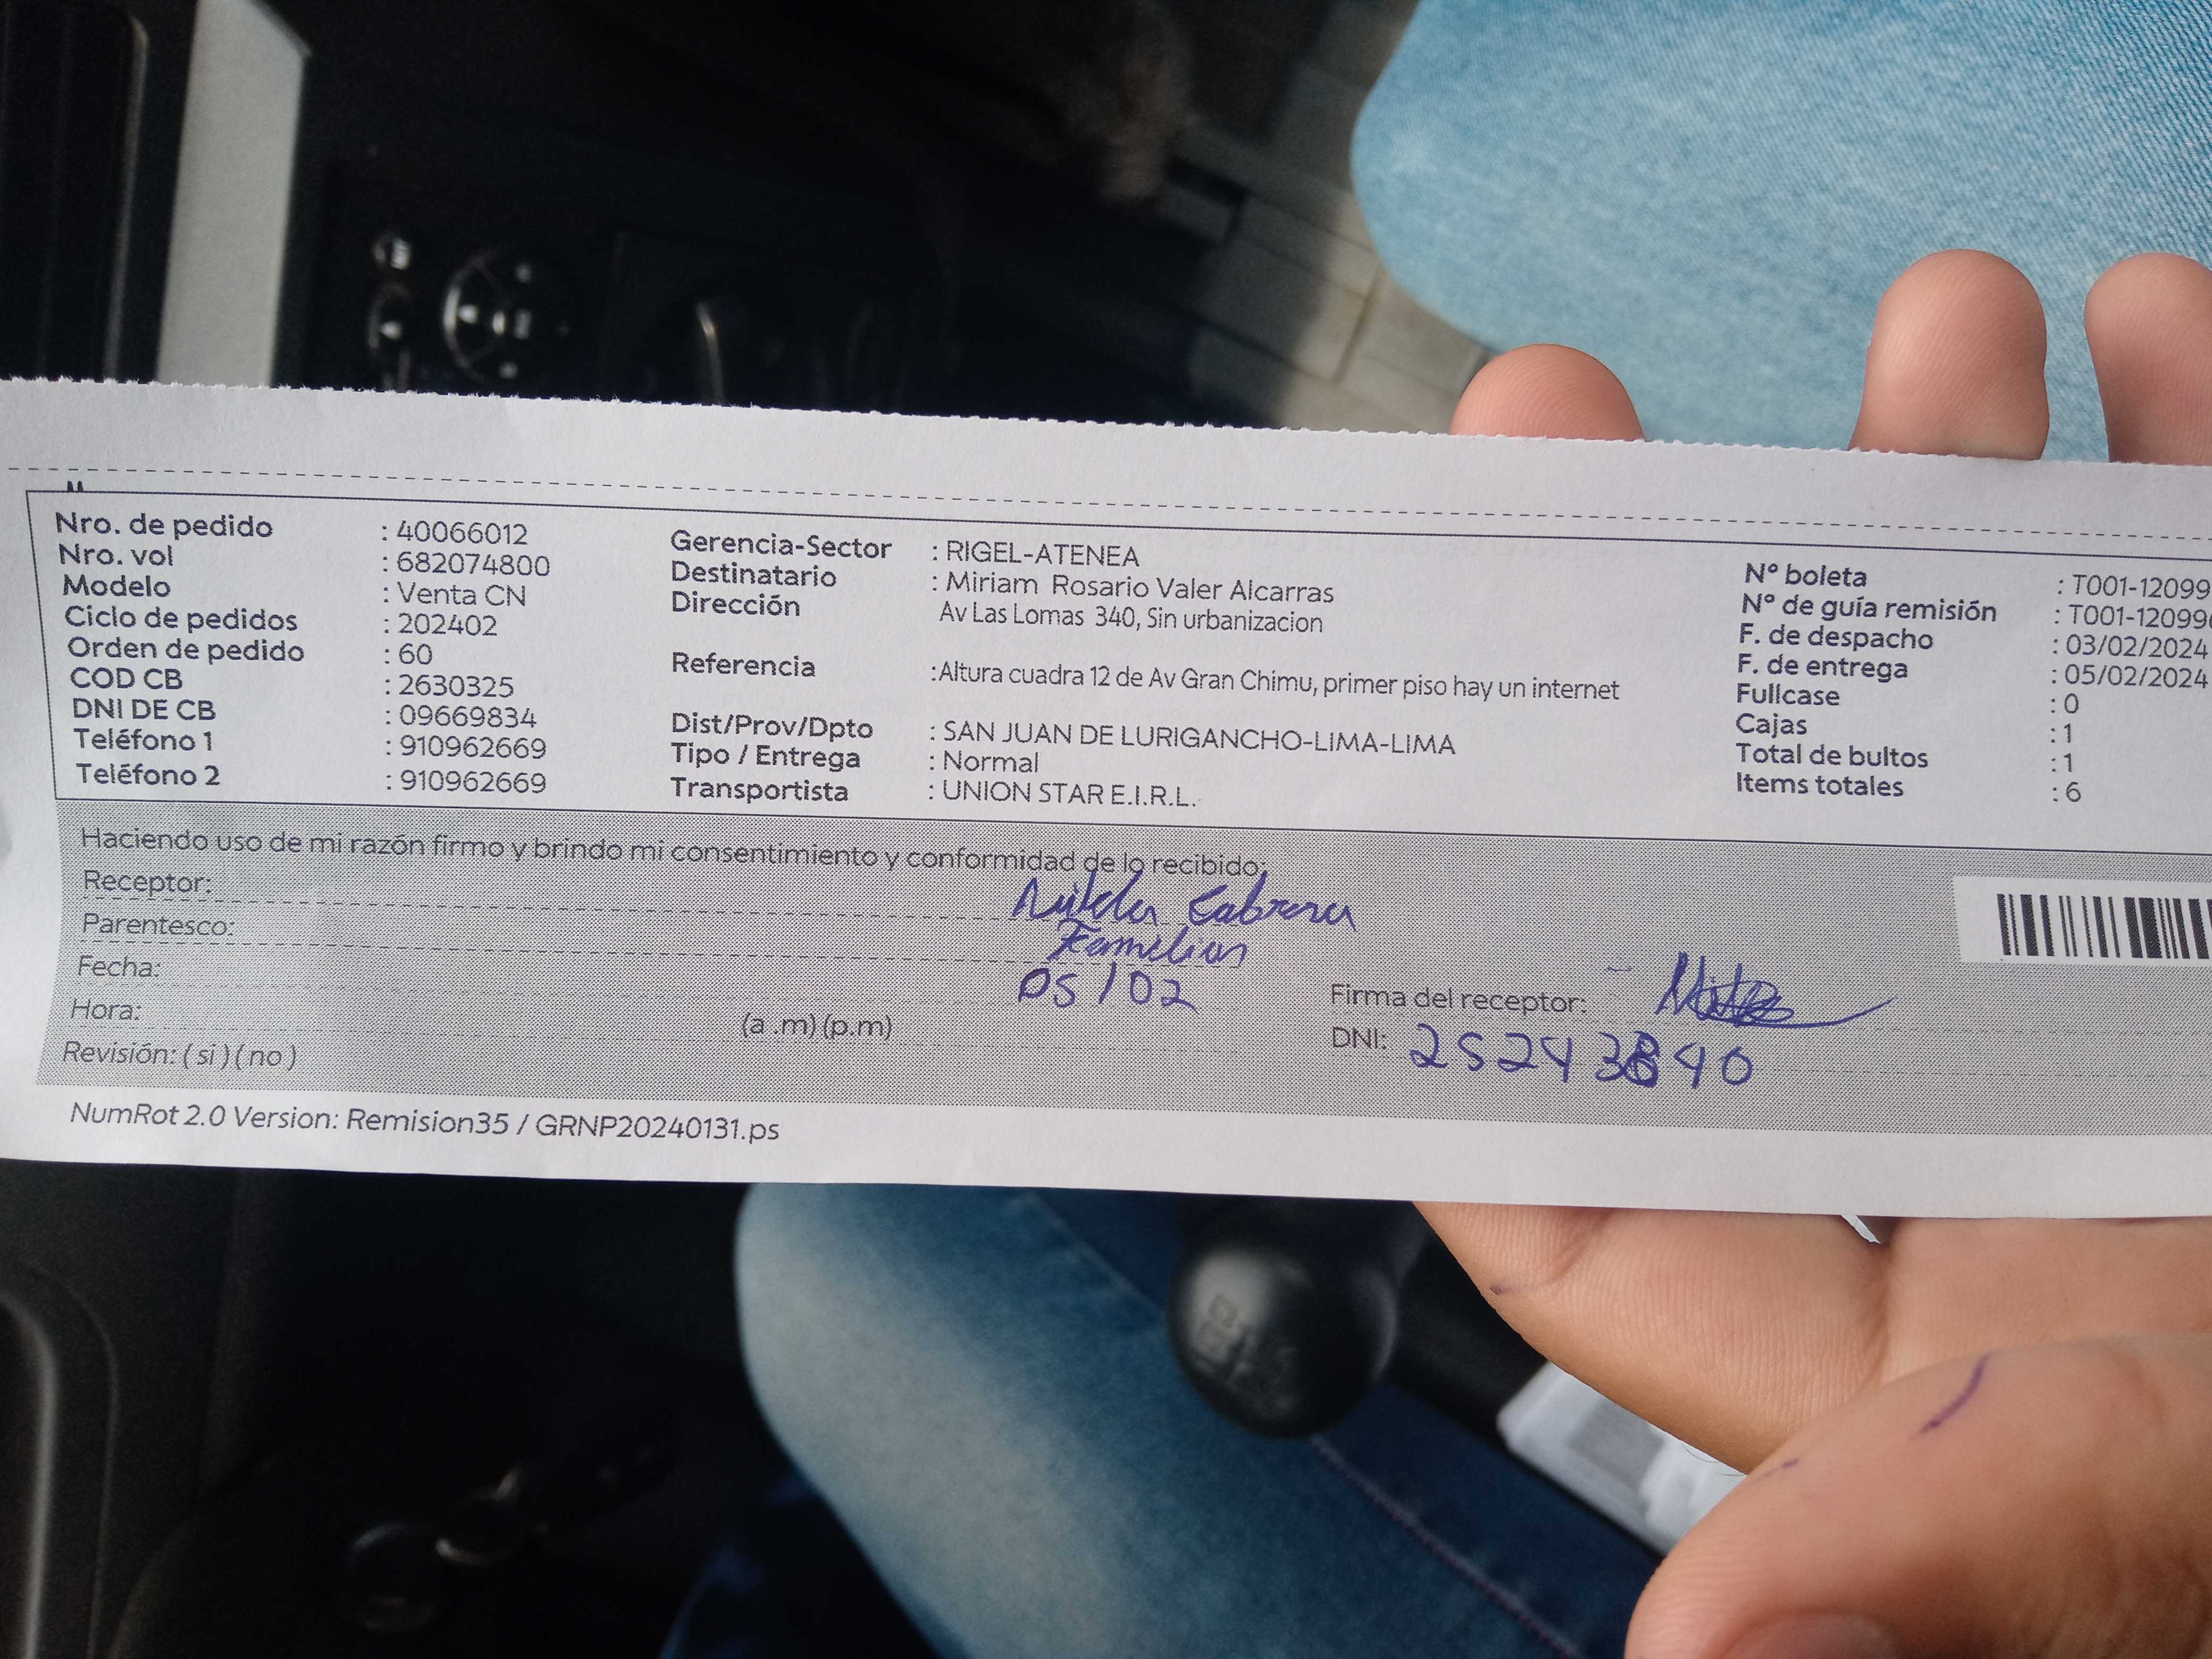 Nro. de pedido : 40066012
Nro. vol : 682074800
Modelo : Venta CN
Ciclo de pedidos : 202402
Orden de pedido : 60
COD CB : 2630325
DNI DE CB : 09669834
Teléfono 1 : 910962669
Teléfono 2 : 910962669
Gerencia-Sector : RIGEL-ATENEA
Destinatario : Miriam Rosario Valer Alcarras
Dirección Av Las Lomas 340, Sin urbanizacion
Referencia :Altura cuadra 12 de Av Gran Chimu, primer piso hay un internet
Dist/Prov/Dpto : SAN JUAN DE LURIGANCHO-LIMA-LIMA
Tipo / Entrega : Normal
Transportista : UNION STAR E.I.R.L.
N° boleta : T001-12099
N° de guía remisión : T001-12099
F. de despacho : 03/02/2024
F. de entrega : 05/02/2024
Fullcase : 0
Cajas : 1
Total de bultos : 1
Items totales : 6
Haciendo uso de mi razón firmo y brindo mi consentimiento y conformidad de lo recibido:
Receptor: Cabrera
Parentesco: Familiar
Fecha: 05/02
Hora: (a .m) (p.m)
Revisión: ( si ) ( no )
Firma del receptor:
DNI:
NumRot 2.0 Version: Remision35 / GRNP20240131.ps